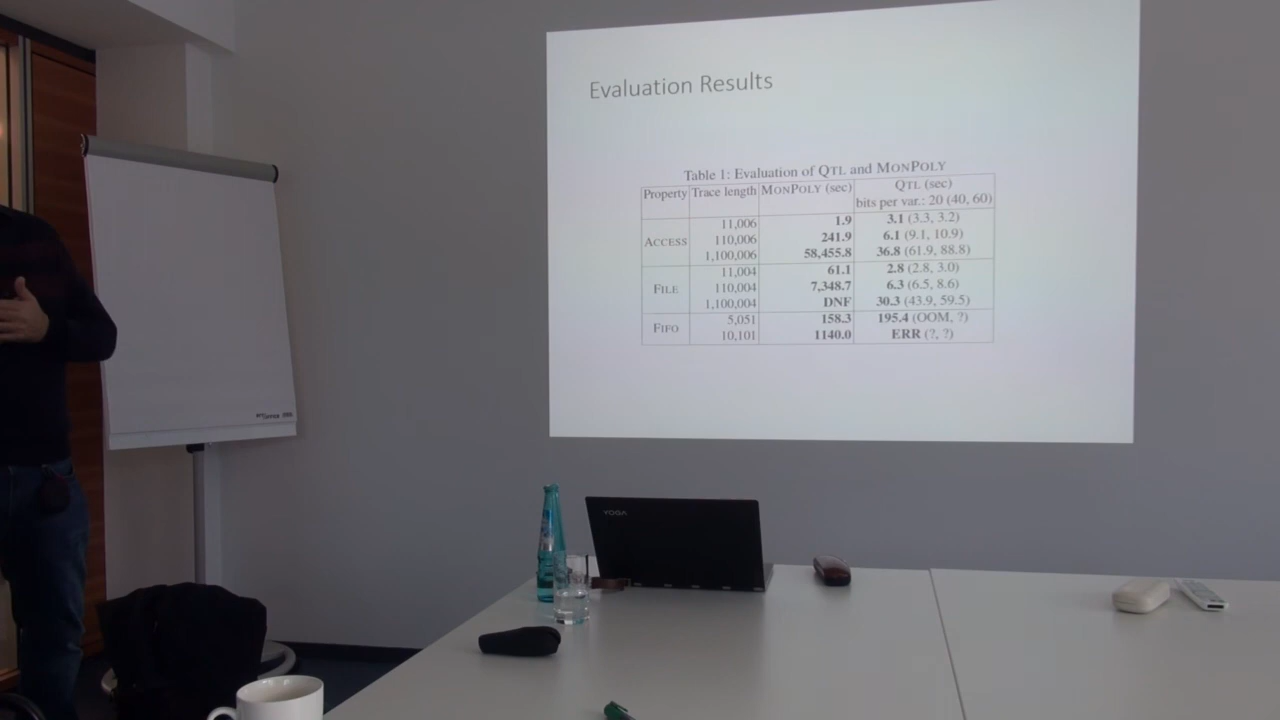 Evaluation Results
Table 1: Evaluation of QTL and MONPOLY
Property Trace length MONPOLY (sec) QTL (sec)
bits per var.: 20 (40, 60)
ACCESS
11,006 1.9 3.1 (3.3, 3.2)
110,006 241.9 6.1 (9.1, 10.9)
1,100,006 58,455.8 36.8 (61.9, 88.8)
FILE
11,004 61.1 2.8 (2.8, 3.0)
110,004 7,348.7 6.3 (6.5, 8.6)
1,100,004 DNF 30.3 (43.9, 59.5)
FIFO
5,051 158.3 195.4 (OOM, ?)
10,101 1140.0 ERR (?, ?)
YOGA